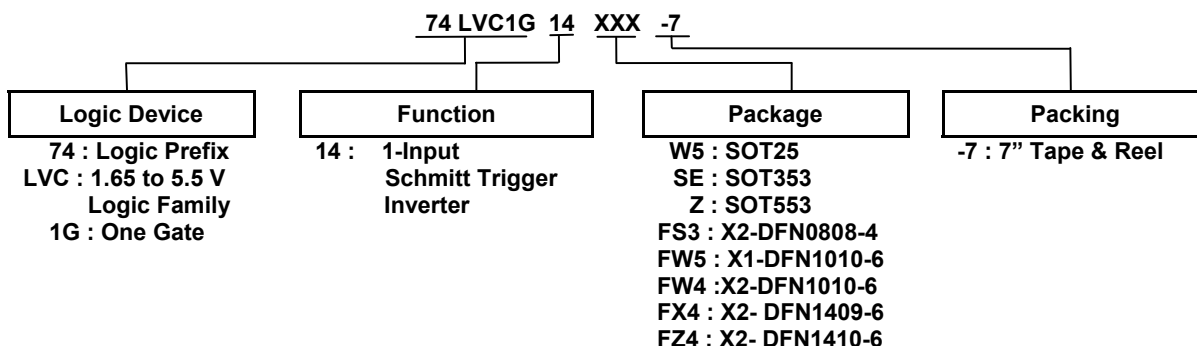 74 LVC1G 14 XXX -7
Logic Device
74 : Logic Prefix
LVC : 1.65 to 5.5 V
Logic Family
1G : One Gate
Function
14 : 1-Input
Schmitt Trigger
Inverter
Package
W5 : SOT25
SE : SOT353
Z : SOT553
FS3 : X2-DFN0808-4
FW5 : X1-DFN1010-6
FW4 :X2-DFN1010-6
FX4 : X2- DFN1409-6
FZ4 : X2- DFN1410-6
Packing
-7 : 7” Tape & Reel